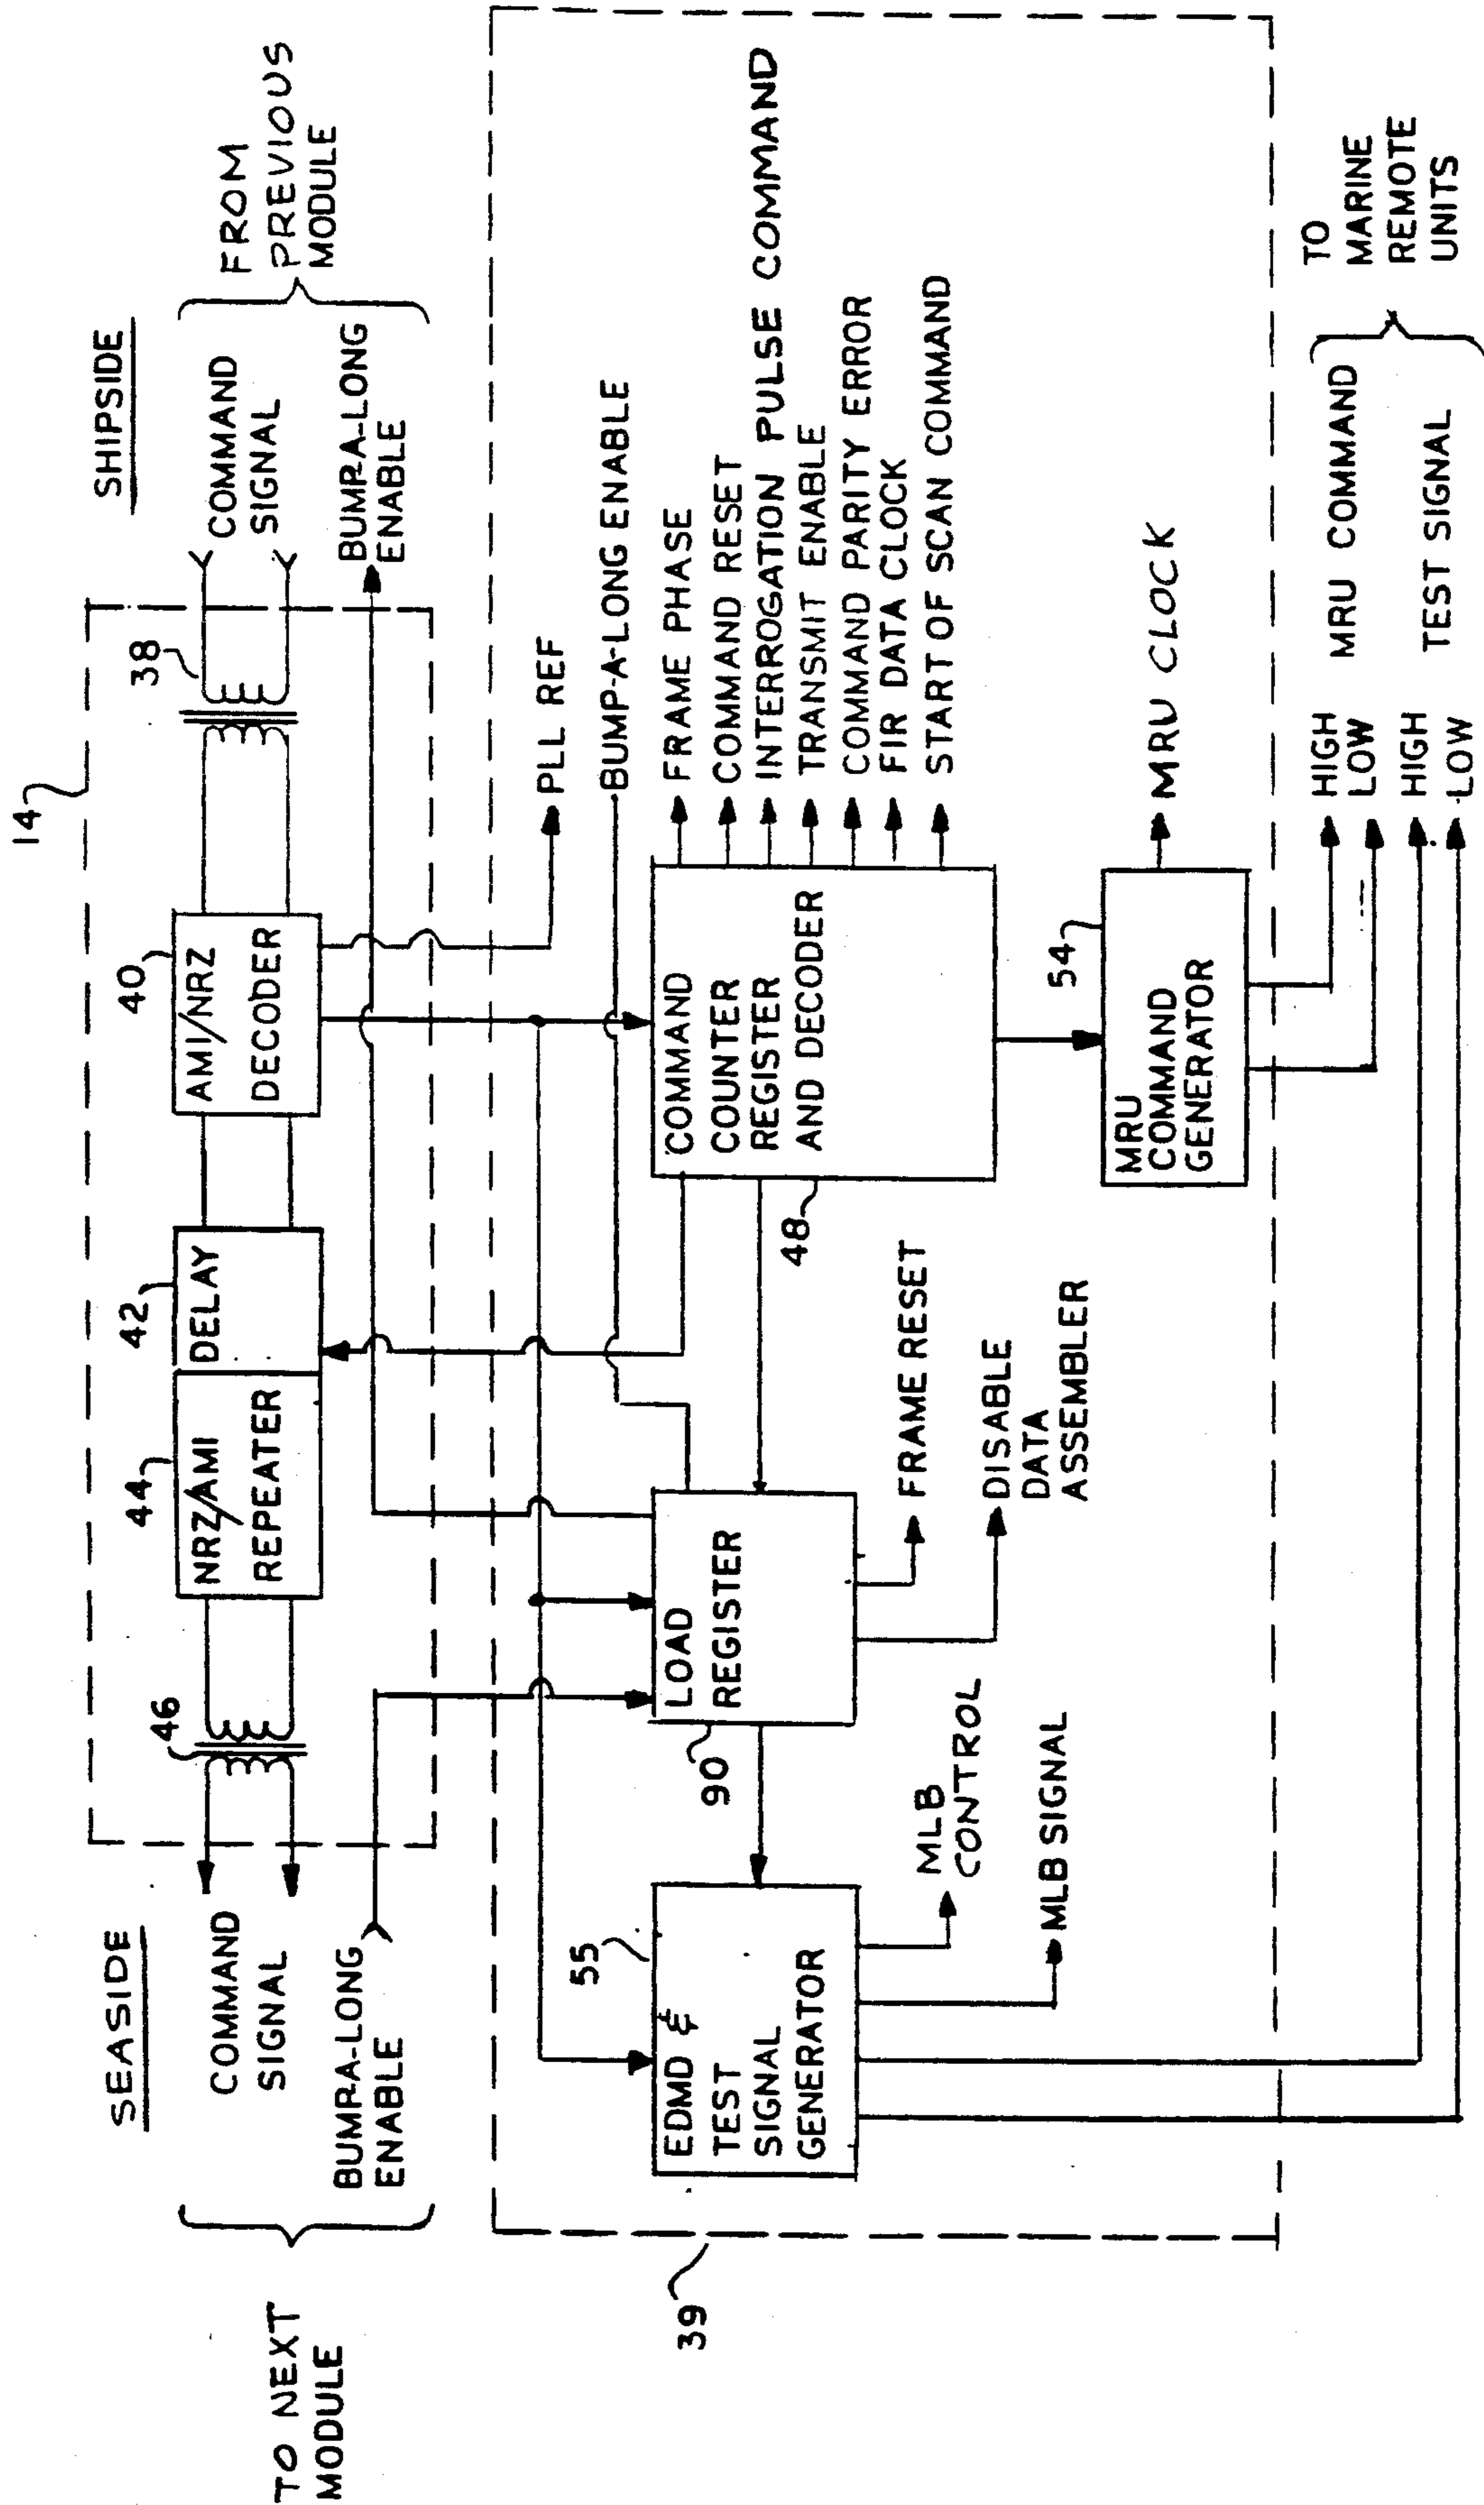 SEASIDE
SHIPSIDE
14
TO NEXT
MODULE
COMMAND
SIGNAL
BUMP-A-LONG
ENABLE
46
44
NRZ/AMI
REPEATER
42
DELAY
40
AMI/NRZ
DECODER
38
COMMAND
SIGNAL
BUMP-A-LONG
ENABLE
FROM
PREVIOUS
MODULE
PLL REF
BUMP-A-LONG ENABLE
39
55
EDMD &
TEST
SIGNAL
GENERATOR
90
LOAD
REGISTER
48
COMMAND
COUNTER
REGISTER
AND DECODER
FRAME PHASE
COMMAND RESET
INTERROGATION PULSE COMMAND
TRANSMIT ENABLE
COMMAND PARITY ERROR
FIR DATA CLOCK
START OF SCAN COMMAND
MLB
CONTROL
MLB SIGNAL
FRAME RESET
DISABLE
DATA
ASSEMBLER
54
MRU
COMMAND
GENERATOR
MRU CLOCK
HIGH
LOW
MRU COMMAND
HIGH
LOW
TEST SIGNAL
TO
MARINE
REMOTE
UNITS